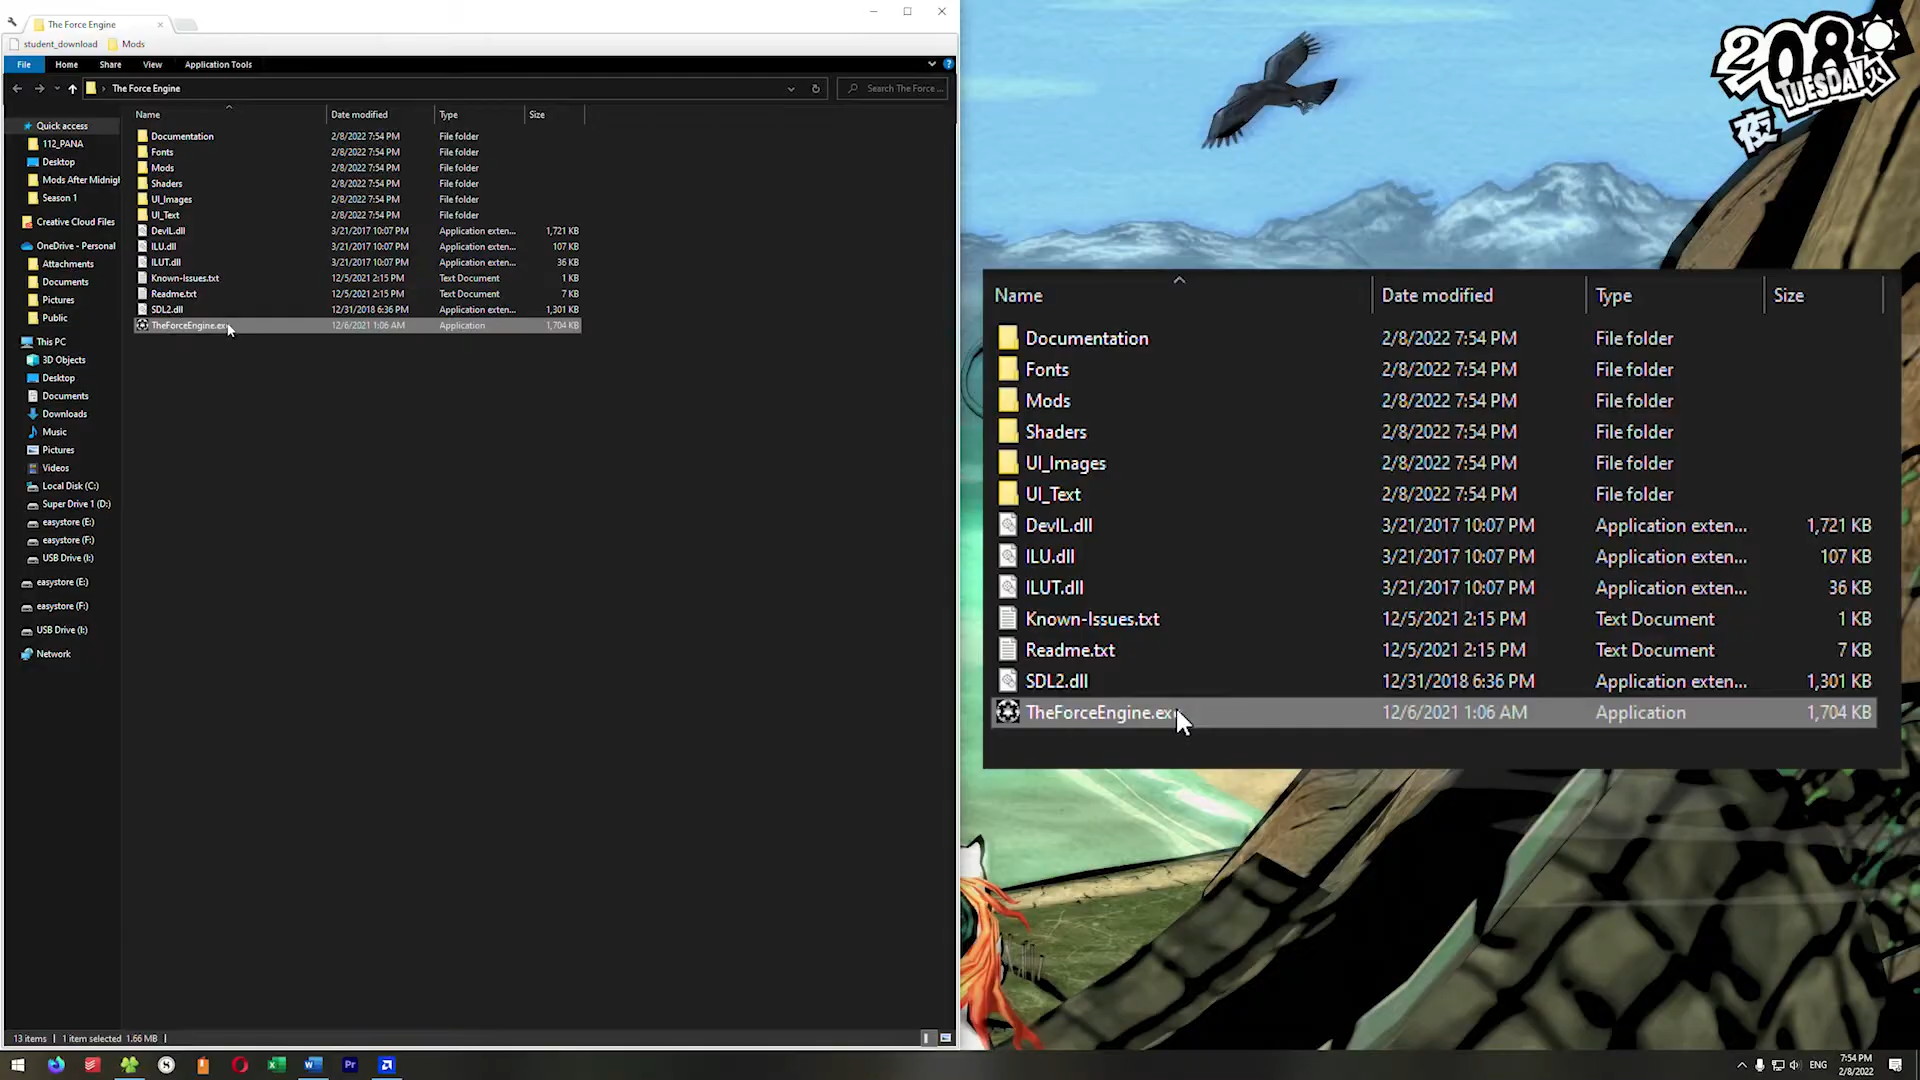 The Force Engine
student_download Mods
File Home Share View Application Tools
The Force Engine
Search The Force ...
Name Date modified Type Size
Documentation 2/8/2022 7:54 PM File folder
Fonts 2/8/2022 7:54 PM File folder
Mods 2/8/2022 7:54 PM File folder
Shaders 2/8/2022 7:54 PM File folder
UI_Images 2/8/2022 7:54 PM File folder
UI_Text 2/8/2022 7:54 PM File folder
DevIL.dll 3/21/2017 10:07 PM Application exten... 1,721 KB
ILU.dll 3/21/2017 10:07 PM Application exten... 107 KB
ILUT.dll 3/21/2017 10:07 PM Application exten... 36 KB
Known-Issues.txt 12/5/2021 2:15 PM Text Document 1 KB
Readme.txt 12/5/2021 2:15 PM Text Document 7 KB
SDL2.dll 12/31/2018 6:36 PM Application exten... 1,301 KB
TheForceEngine.ex 12/6/2021 1:06 AM Application 1,704 KB
Quick access
112_PANA
Desktop
Mods After Midnigh
Season 1
Creative Cloud Files
OneDrive - Personal
Attachments
Documents
Pictures
Public
This PC
3D Objects
Desktop
Documents
Downloads
Music
Pictures
Videos
Local Disk (C:)
Super Drive 1 (D:)
easystore (E:)
easystore (F:)
USB Drive (I:)
easystore (E:)
easystore (F:)
USB Drive (I:)
Network
13 items 1 item selected 1.66 MB
208
TUESDAY 火
夜
Name Date modified Type Size
Documentation 2/8/2022 7:54 PM File folder
Fonts 2/8/2022 7:54 PM File folder
Mods 2/8/2022 7:54 PM File folder
Shaders 2/8/2022 7:54 PM File folder
UI_Images 2/8/2022 7:54 PM File folder
UI_Text 2/8/2022 7:54 PM File folder
DevIL.dll 3/21/2017 10:07 PM Application exten... 1,721 KB
ILU.dll 3/21/2017 10:07 PM Application exten... 107 KB
ILUT.dll 3/21/2017 10:07 PM Application exten... 36 KB
Known-Issues.txt 12/5/2021 2:15 PM Text Document 1 KB
Readme.txt 12/5/2021 2:15 PM Text Document 7 KB
SDL2.dll 12/31/2018 6:36 PM Application exten... 1,301 KB
TheForceEngine.ex 12/6/2021 1:06 AM Application 1,704 KB
Pr
ENG
7:54 PM
2/8/2022